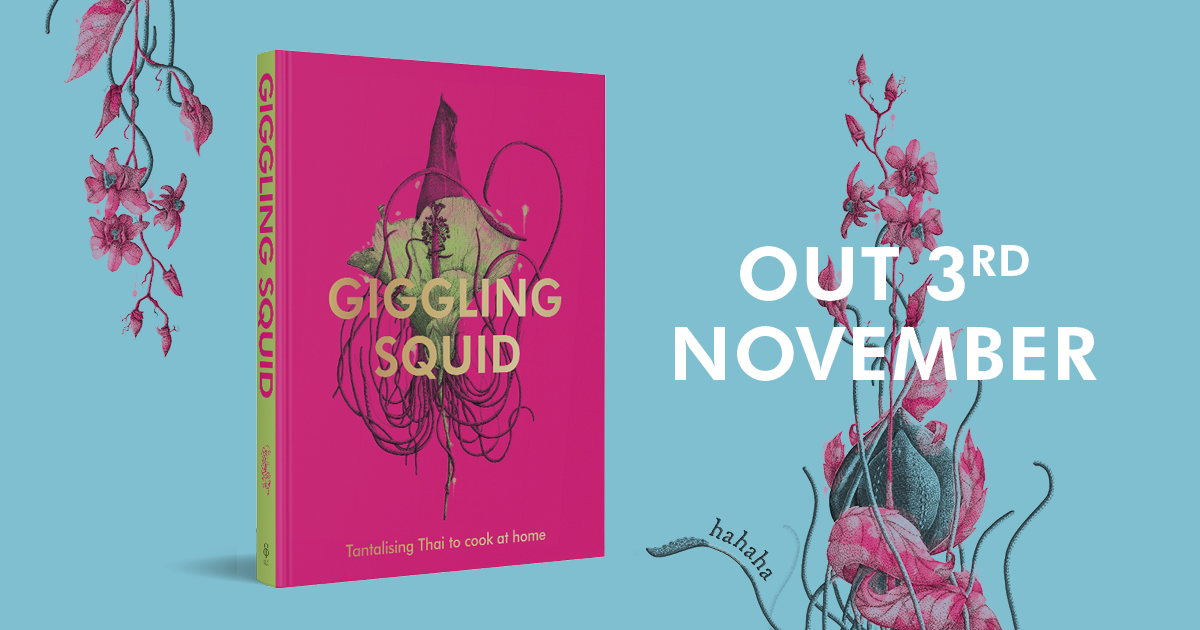 GIGGLING SQUID
GIGGLING
SQUID
Tantalising Thai to cook at home
OUT 3RD
NOVEMBER
hahaha